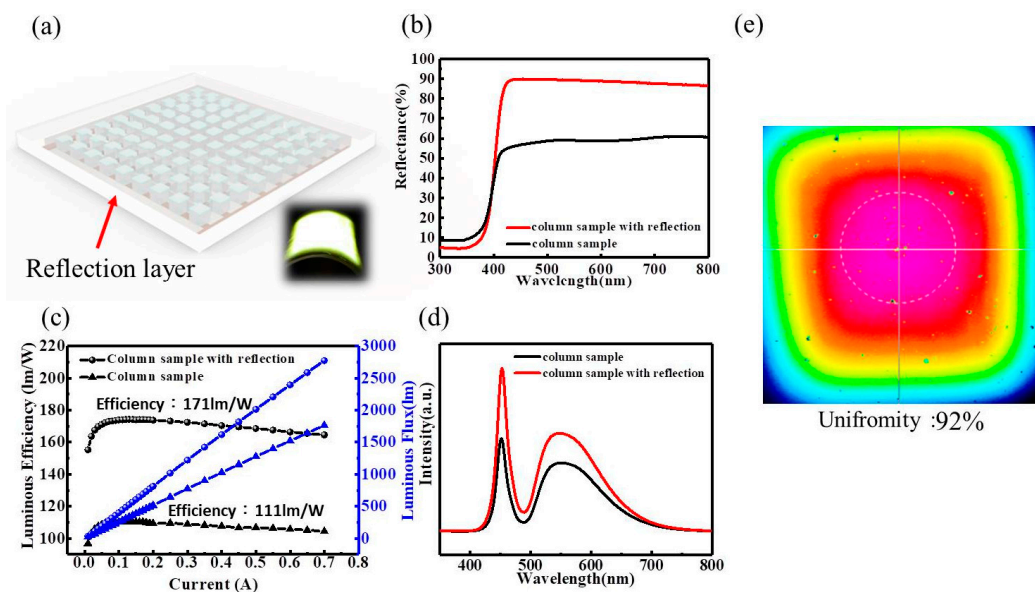 (a)
Reflection layer
(b)
100
90
80
70
60
50
40
30
20
10
0
Reflectance(%)
column sample with reflection
column sample
300 400 500 600 700 800
Wavelength(nm)
(c)
220
200
180
160
140
120
100
80
Luminous Efficiency (lm/W)
Column sample with reflection
Column sample
Efficiency：171lm/W
Efficiency：111lm/W
3000
2500
2000
1500
1000
500
0
Luminous Flux(lm)
0.0 0.1 0.2 0.3 0.4 0.5 0.6 0.7
Current (A)
(d)
Intensity(a.u.)
column sample
column sample with reflection
400 500 600 700 800
Wavelength(nm)
(e)
Unifromity :92%